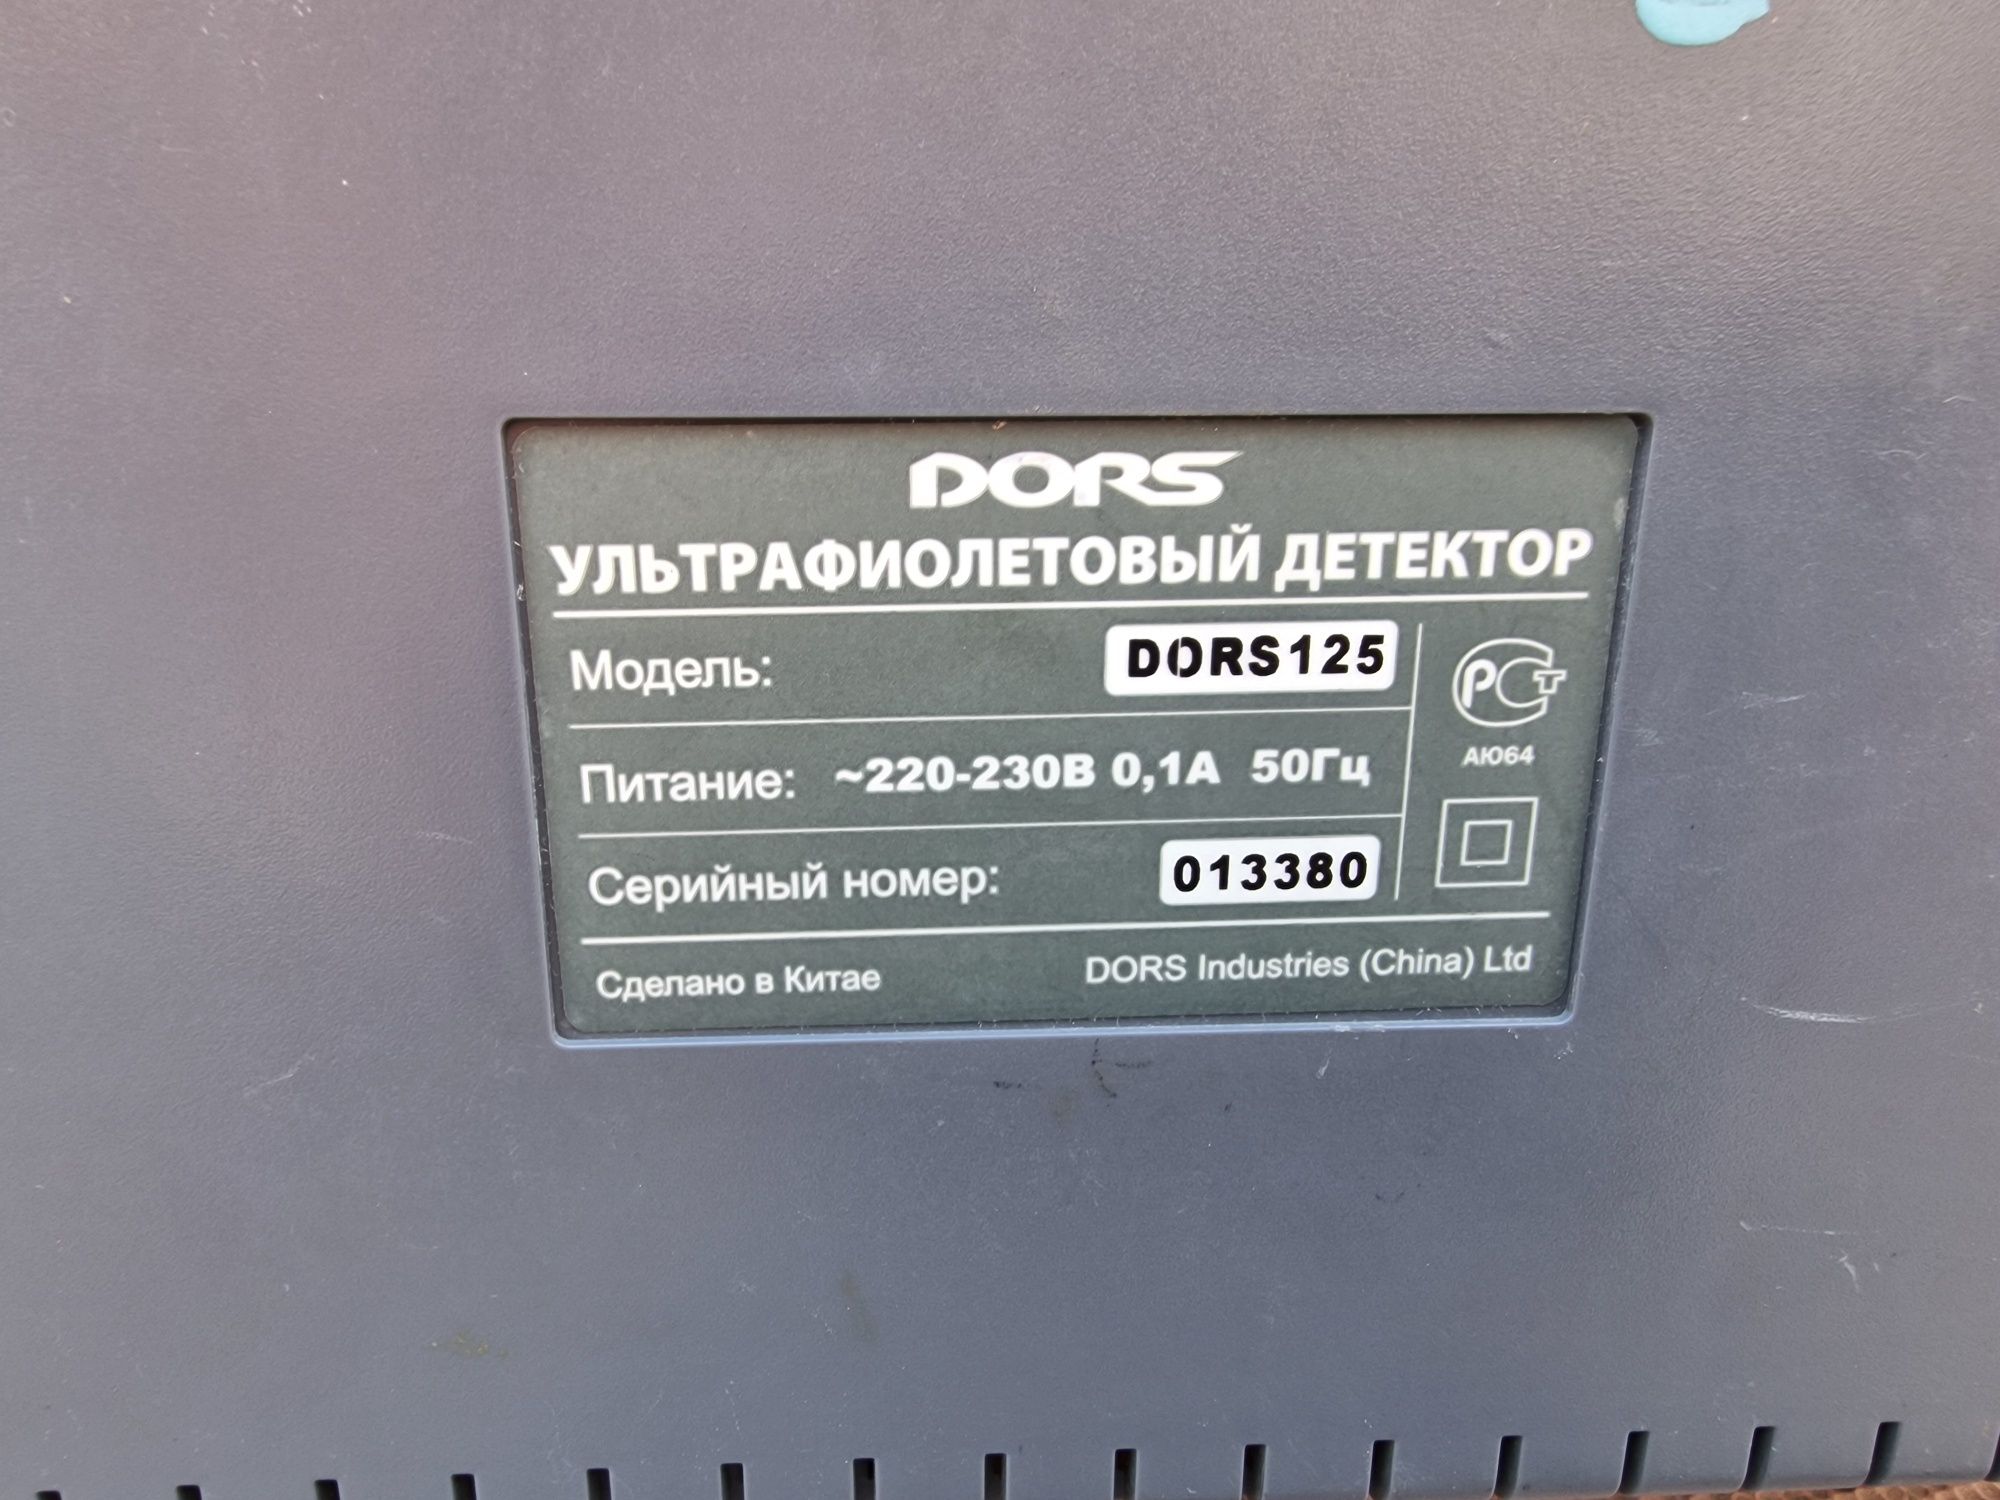 DORS
УЛЬТРАФИОЛЕТОВЫЙ ДЕТЕКТОР
Модель: DORS125
Питание: ~220-230В 0,1А 50Гц
Серийный номер: 013380
РСТ
АЮ64
Сделано в Китае DORS Industries (China) Ltd